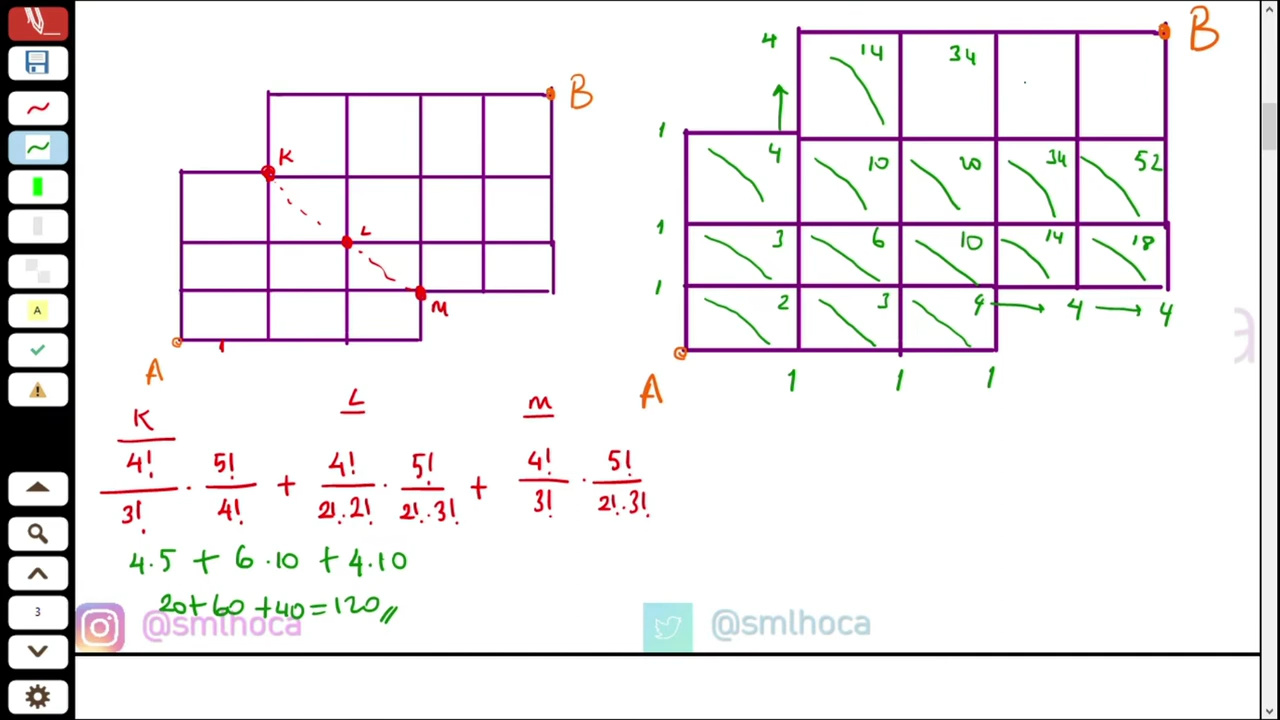 B
K
L
M
A
1
K L M
4!/3! · 5!/4! + 4!/2!.2! · 5!/2!.3! + 4!/3! · 5!/2!.3!
4.5 + 6.10 + 4.10
20+60+40=120
B
4 14 34
1 4 10 20 34 52
1 3 6 10 14 18
1 2 3 4 → 4 → 4
A 1 1 1
@smlhoca
@smlhoca
A
3